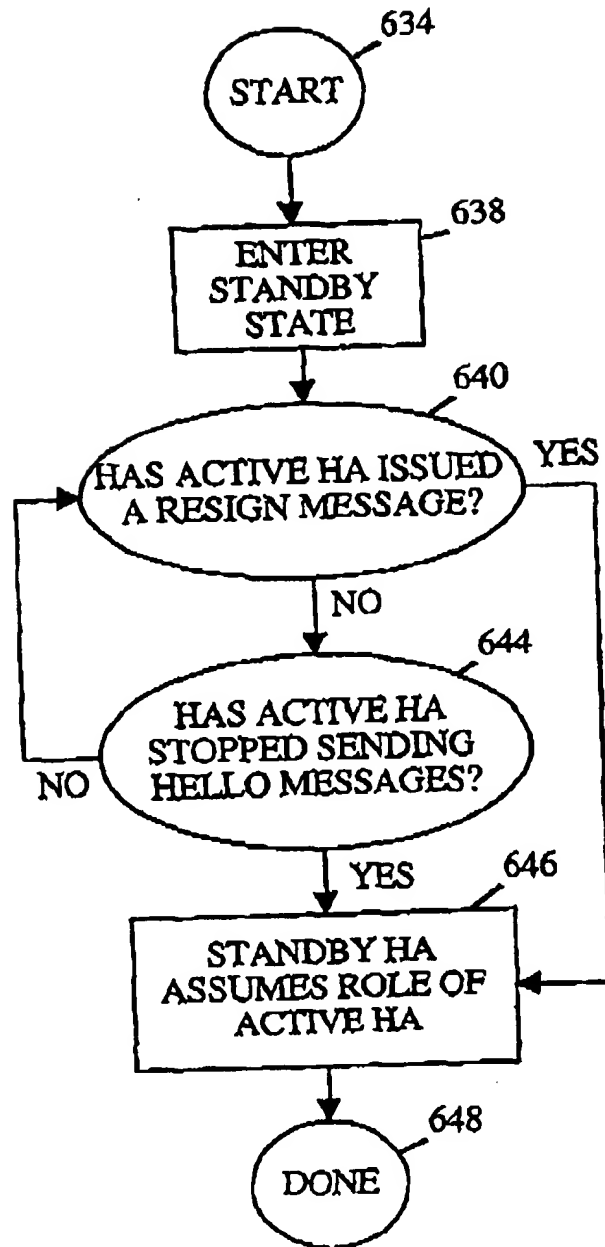 634
START
638
ENTER
STANDBY
STATE
640
HAS ACTIVE HA ISSUED
A RESIGN MESSAGE?
YES
NO
644
HAS ACTIVE HA
STOPPED SENDING
HELLO MESSAGES?
NO
YES
646
STANDBY HA
ASSUMES ROLE OF
ACTIVE HA
648
DONE